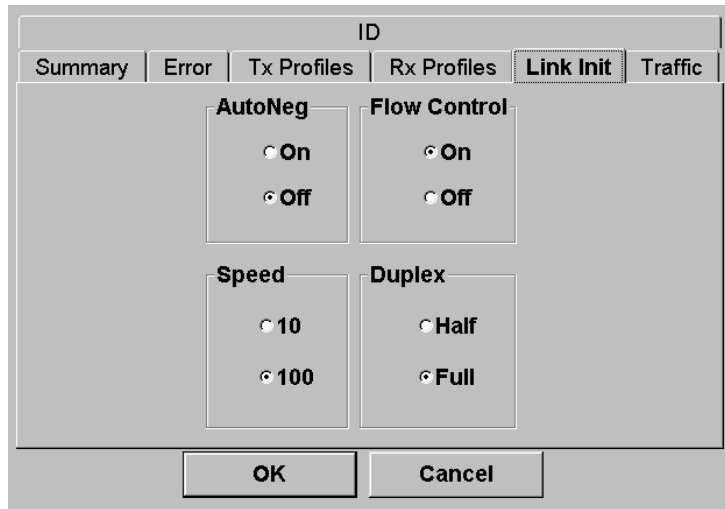 ID
Summary Error Tx Profiles Rx Profiles Link Init Traffic
AutoNeg Flow Control
On On
Off Off
Speed Duplex
10 Half
100 Full
OK Cancel